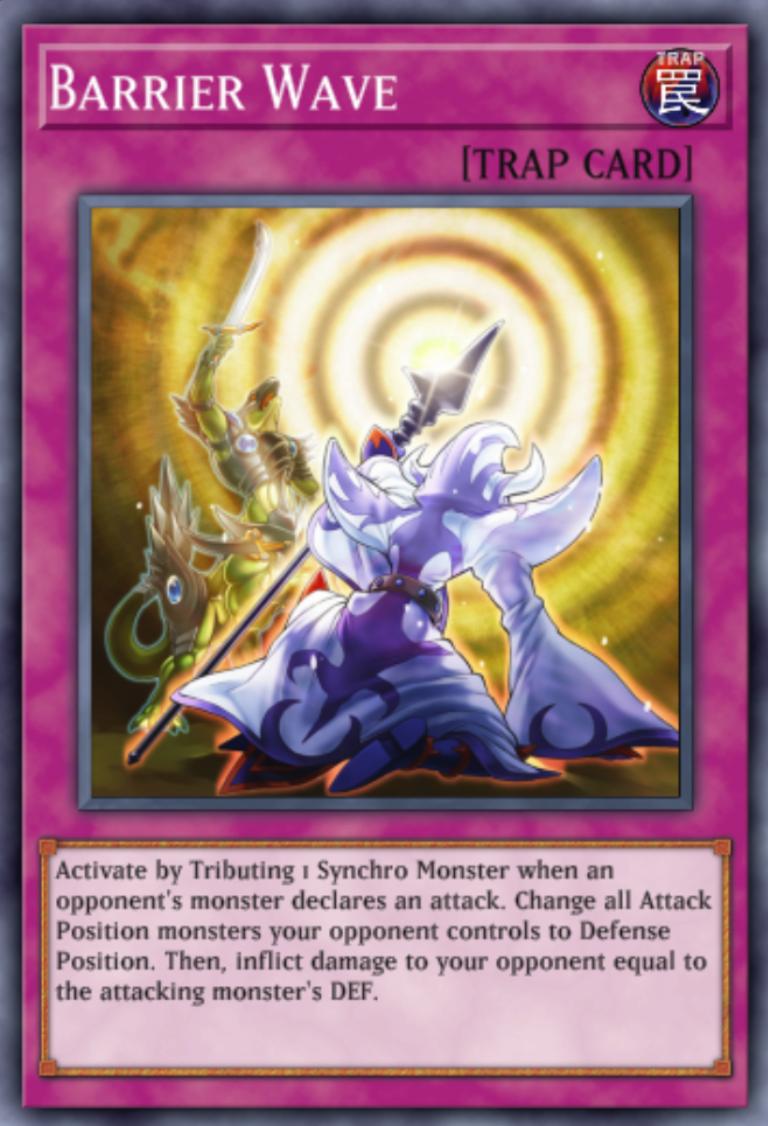 BARRIER WAVE
TRAP
罠
[TRAP CARD]
Activate by Tributing 1 Synchro Monster when an
opponent's monster declares an attack. Change all Attack
Position monsters your opponent controls to Defense
Position. Then, inflict damage to your opponent equal to
the attacking monster's DEF.